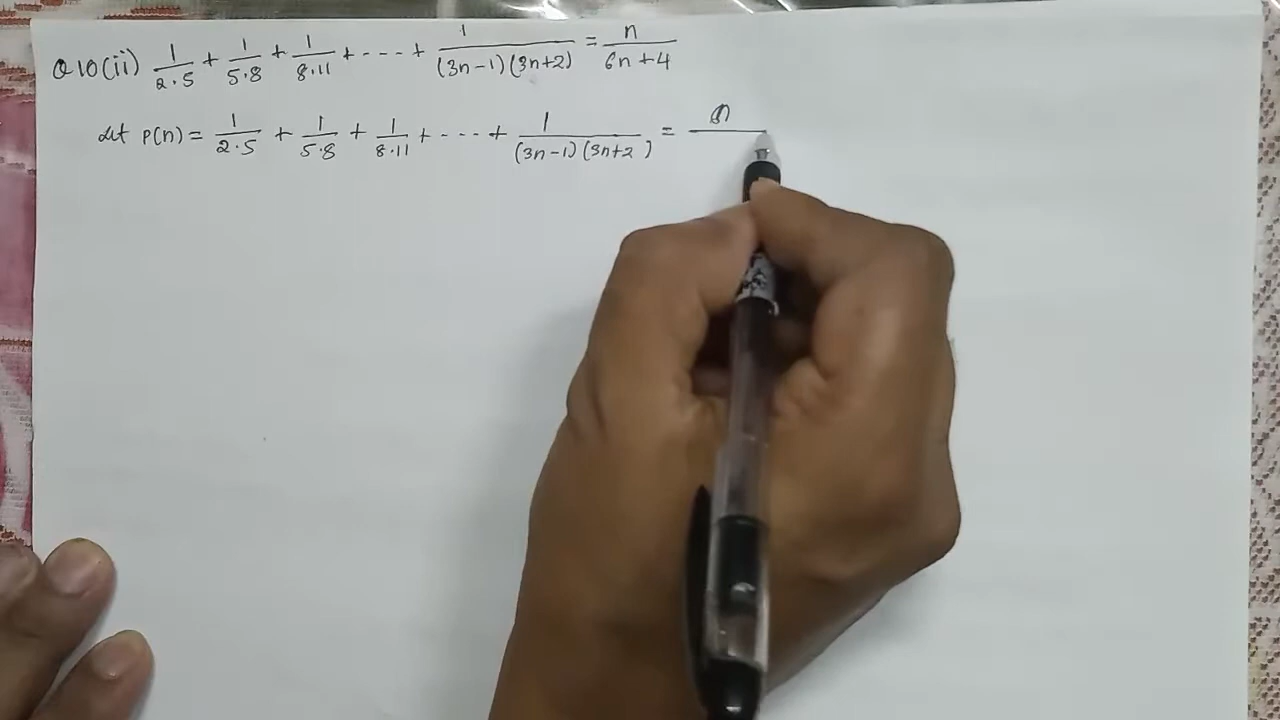 Q10(ii) 1/2·5 + 1/5·8 + 1/8·11 + ---- + 1/(3n-1)(3n+2) = n/6n+4
Let P(n) = 1/2·5 + 1/5·8 + 1/8·11 + ---- + 1/(3n-1)(3n+2) = n/